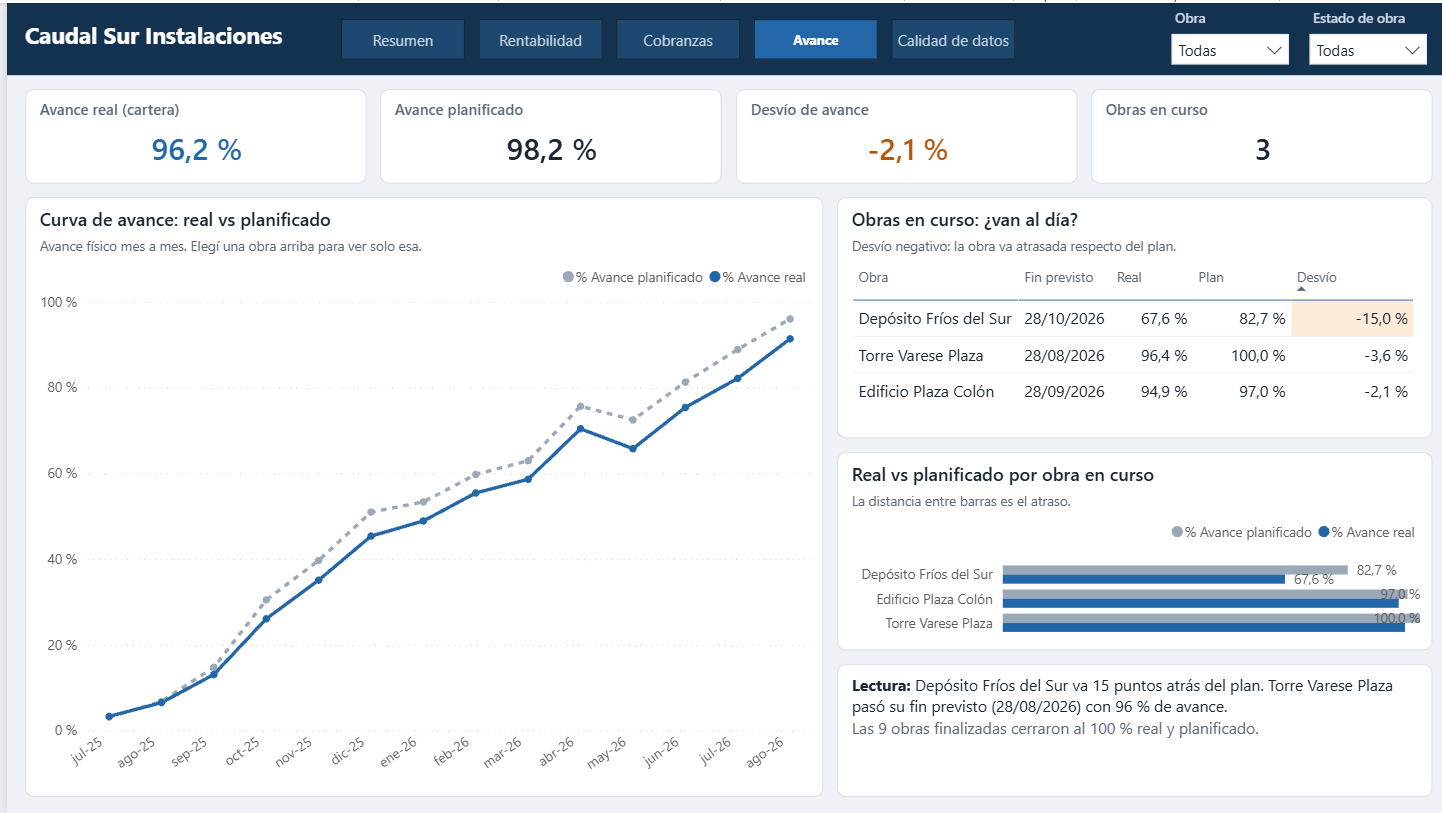 Caudal Sur Instalaciones
Resumen
Rentabilidad
Cobranzas
Avance
Calidad de datos
Obra
Todas
Estado de obra
Todas
Avance real (cartera)
96,2 %
Avance planificado
98,2 %
Desvío de avance
-2,1 %
Obras en curso
3
Curva de avance: real vs planificado
Avance físico mes a mes. Elegí una obra arriba para ver solo esa.
% Avance planificado % Avance real
100 %
80 %
60 %
40 %
20 %
0 %
jul-25 ago-25 sep-25 oct-25 nov-25 dic-25 ene-26 feb-26 mar-26 abr-26 may-26 jun-26 jul-26 ago-26
Obras en curso: ¿van al día?
Desvío negativo: la obra va atrasada respecto del plan.
Obra Fin previsto Real Plan Desvío
Depósito Fríos del Sur 28/10/2026 67,6 % 82,7 % -15,0 %
Torre Varese Plaza 28/08/2026 96,4 % 100,0 % -3,6 %
Edificio Plaza Colón 28/09/2026 94,9 % 97,0 % -2,1 %
Real vs planificado por obra en curso
La distancia entre barras es el atraso.
% Avance planificado % Avance real
Depósito Fríos del Sur 82,7 %
67,6 %
Edificio Plaza Colón 97,0 %
Torre Varese Plaza 100,0 %
Lectura: Depósito Fríos del Sur va 15 puntos atrás del plan. Torre Varese Plaza
pasó su fin previsto (28/08/2026) con 96 % de avance.
Las 9 obras finalizadas cerraron al 100 % real y planificado.